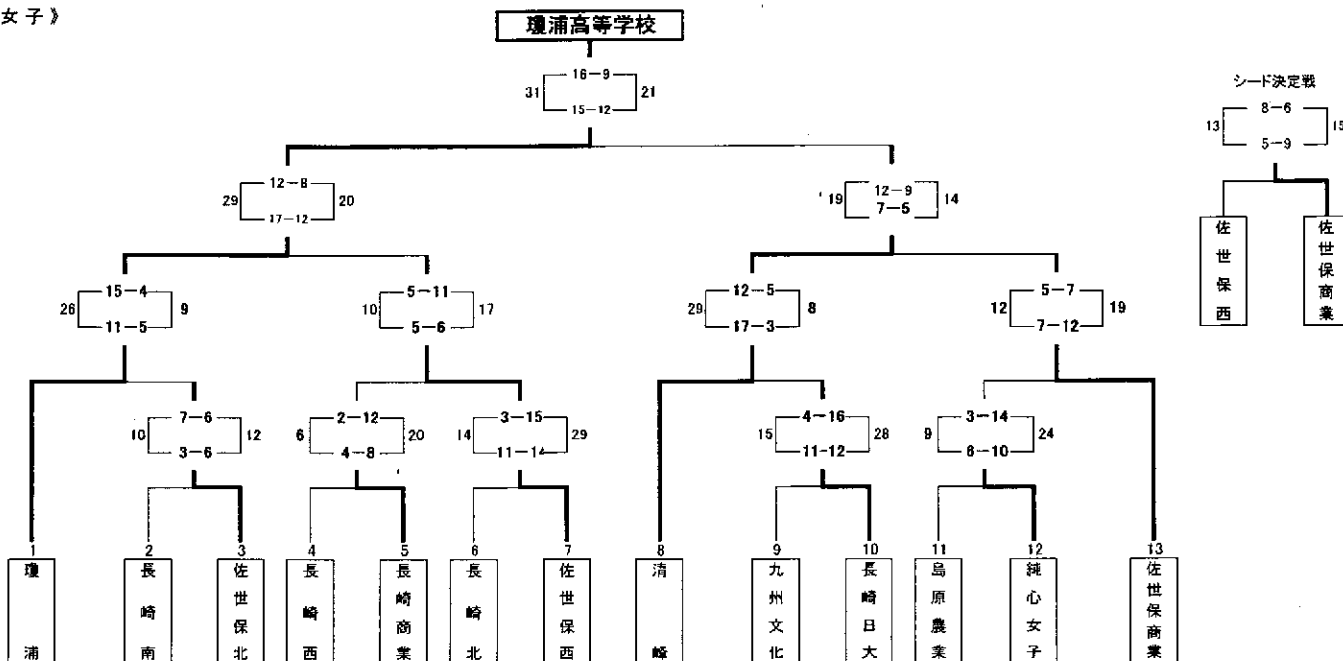 女子》
瓊浦高等学校
16-9
31 21
15-12
シード決定戦
8-6
13 15
5-9
佐世保西
佐世保商業
12-8
29 20
17-12
12-9
19 14
7-5
15-4
26 9
11-5
5-11
10 17
5-6
12-5
29 8
17-3
5-7
12 19
7-12
7-6
10 12
3-6
2-12
6 20
4-8
3-15
14 29
11-14
4-16
15 28
11-12
3-14
9 24
6-10
1 2 3 4 5 6 7 8 9 10 11 12 13
瓊浦
長崎南
佐世保北
長崎西
長崎商業
長崎北
佐世保西
清峰
九州文化
長崎日大
島原農業
純心女子
佐世保商業